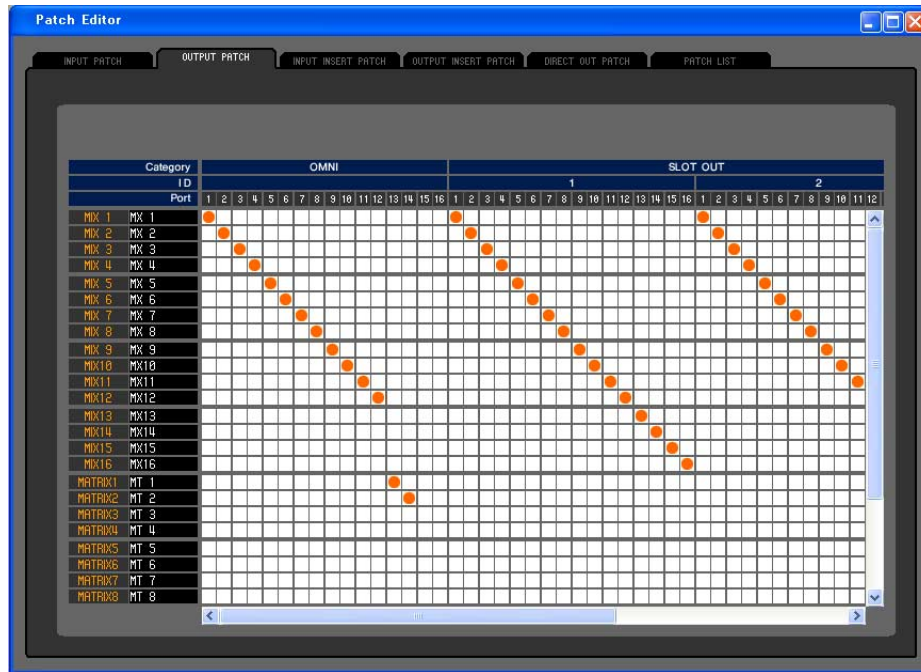 Patch Editor
INPUT PATCH OUTPUT PATCH INPUT INSERT PATCH OUTPUT INSERT PATCH DIRECT OUT PATCH PATCH LIST
Category OMNI SLOT OUT
ID 1 2
Port 1 2 3 4 5 6 7 8 9 10 11 12 13 14 15 16 1 2 3 4 5 6 7 8 9 10 11 12 13 14 15 16 1 2 3 4 5 6 7 8 9 10 11 12
MIX 1 MX 1
MIX 2 MX 2
MIX 3 MX 3
MIX 4 MX 4
MIX 5 MX 5
MIX 6 MX 6
MIX 7 MX 7
MIX 8 MX 8
MIX 9 MX 9
MIX10 MX10
MIX11 MX11
MIX12 MX12
MIX13 MX13
MIX14 MX14
MIX15 MX15
MIX16 MX16
MATRIX1 MT 1
MATRIX2 MT 2
MATRIX3 MT 3
MATRIX4 MT 4
MATRIX5 MT 5
MATRIX6 MT 6
MATRIX7 MT 7
MATRIX8 MT 8